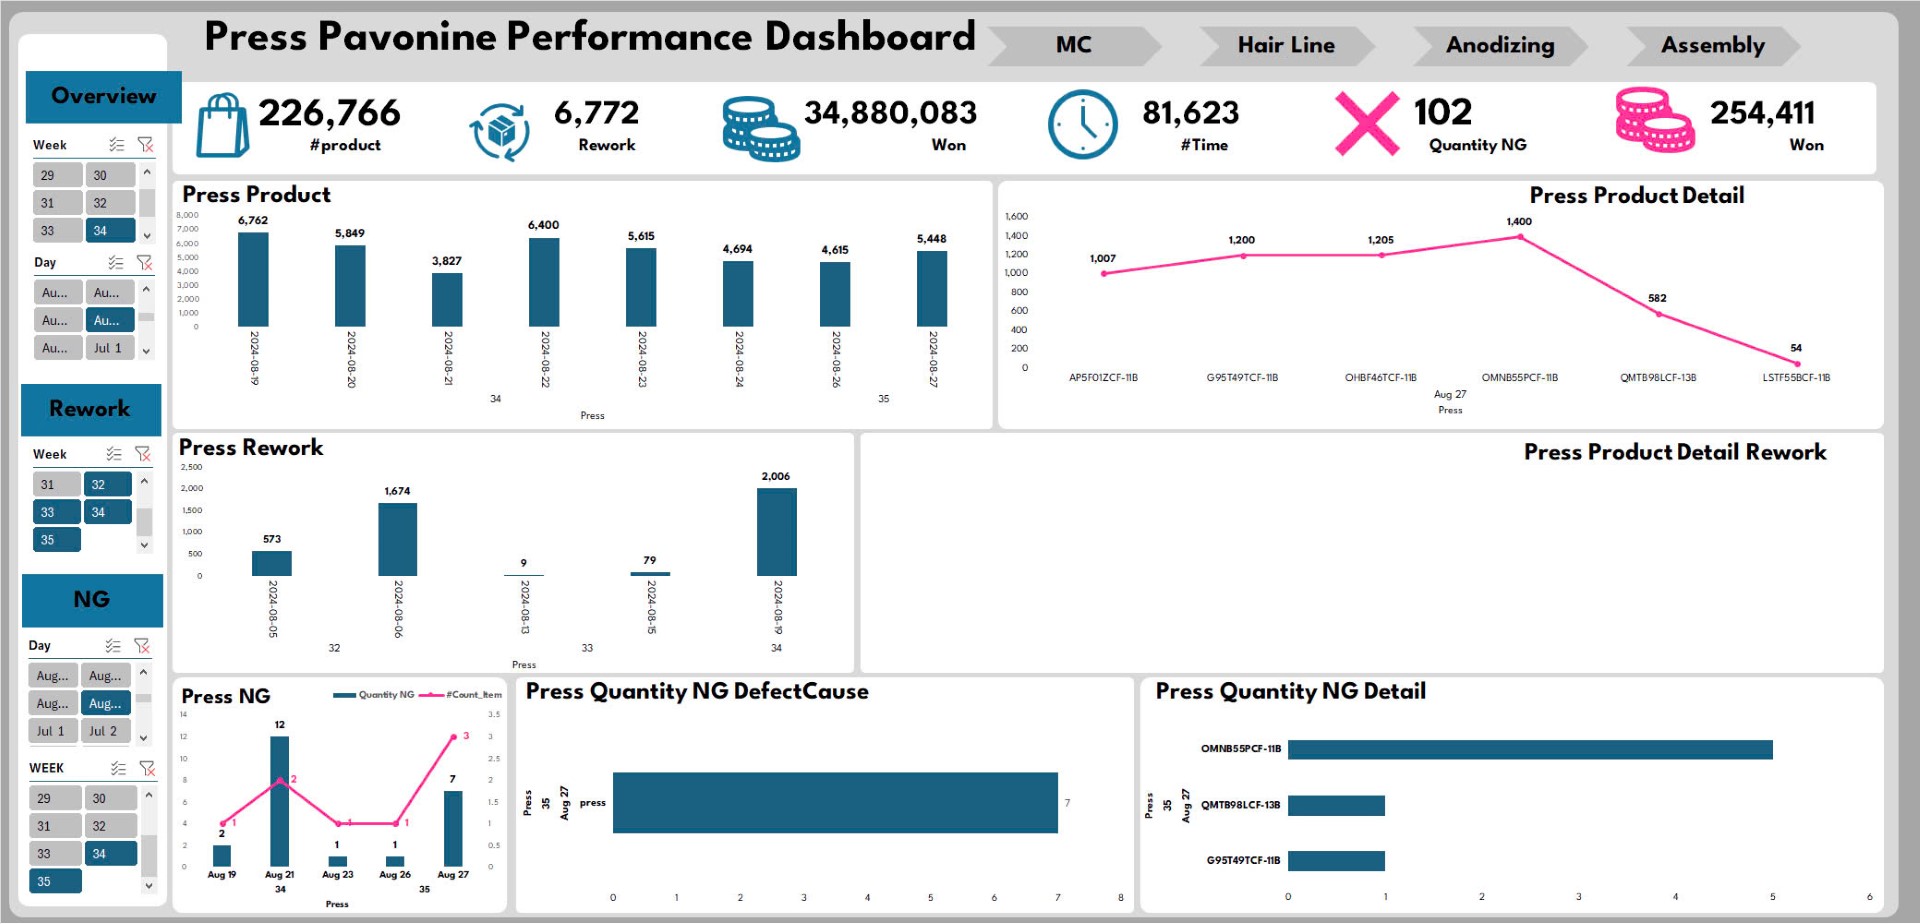 Press Pavonine Performance Dashboard
MC
Hair Line
Anodizing
Assembly
Overview
226,766
#product
6,772
Rework
34,880,083
Won
81,623
#Time
102
Quantity NG
254,411
Won
Week
29 30
31 32
33 34
Day
Au... Au...
Au... Au...
Au... Jul 1
Rework
Week
31 32
33 34
35
NG
Day
Aug... Aug...
Aug... Aug...
Jul 1 Jul 2
WEEK
29 30
31 32
33 34
35
Press Product
8,000
7,000
6,000
5,000
4,000
3,000
2,000
1,000
0
6,762
5,849
3,827
6,400
5,615
4,694
4,615
5,448
2024-08-19
2024-08-20
2024-08-21
2024-08-22
2024-08-23
2024-08-24
2024-08-26
2024-08-27
34
35
Press
Press Product Detail
1,600
1,400
1,200
1,000
800
600
400
200
0
1,007
1,200
1,205
1,400
582
54
AP5F01ZCF-11B
G95T49TCF-11B
OHBF46TCF-11B
OMNB55PCF-11B
QMTB98LCF-13B
LSTF55BCF-11B
Aug 27
Press
Press Rework
2,500
2,000
1,500
1,000
500
0
573
1,674
9
79
2,006
2024-08-05
2024-08-06
2024-08-13
2024-08-15
2024-08-19
32
33
34
Press
Press Product Detail Rework
Press NG
Quantity NG
#Count_Item
14
12
10
8
6
4
2
0
3.5
3
2.5
2
1.5
1
0.5
0
2
12
1
1
7
1
2
1
1
3
Aug 19
Aug 21
Aug 23
Aug 26
Aug 27
34
35
Press
Press Quantity NG DefectCause
Press
35
Aug 27
press
7
0 1 2 3 4 5 6 7 8
Press Quantity NG Detail
Press
35
Aug 27
OMNB55PCF-11B
QMTB98LCF-13B
G95T49TCF-11B
0 1 2 3 4 5 6